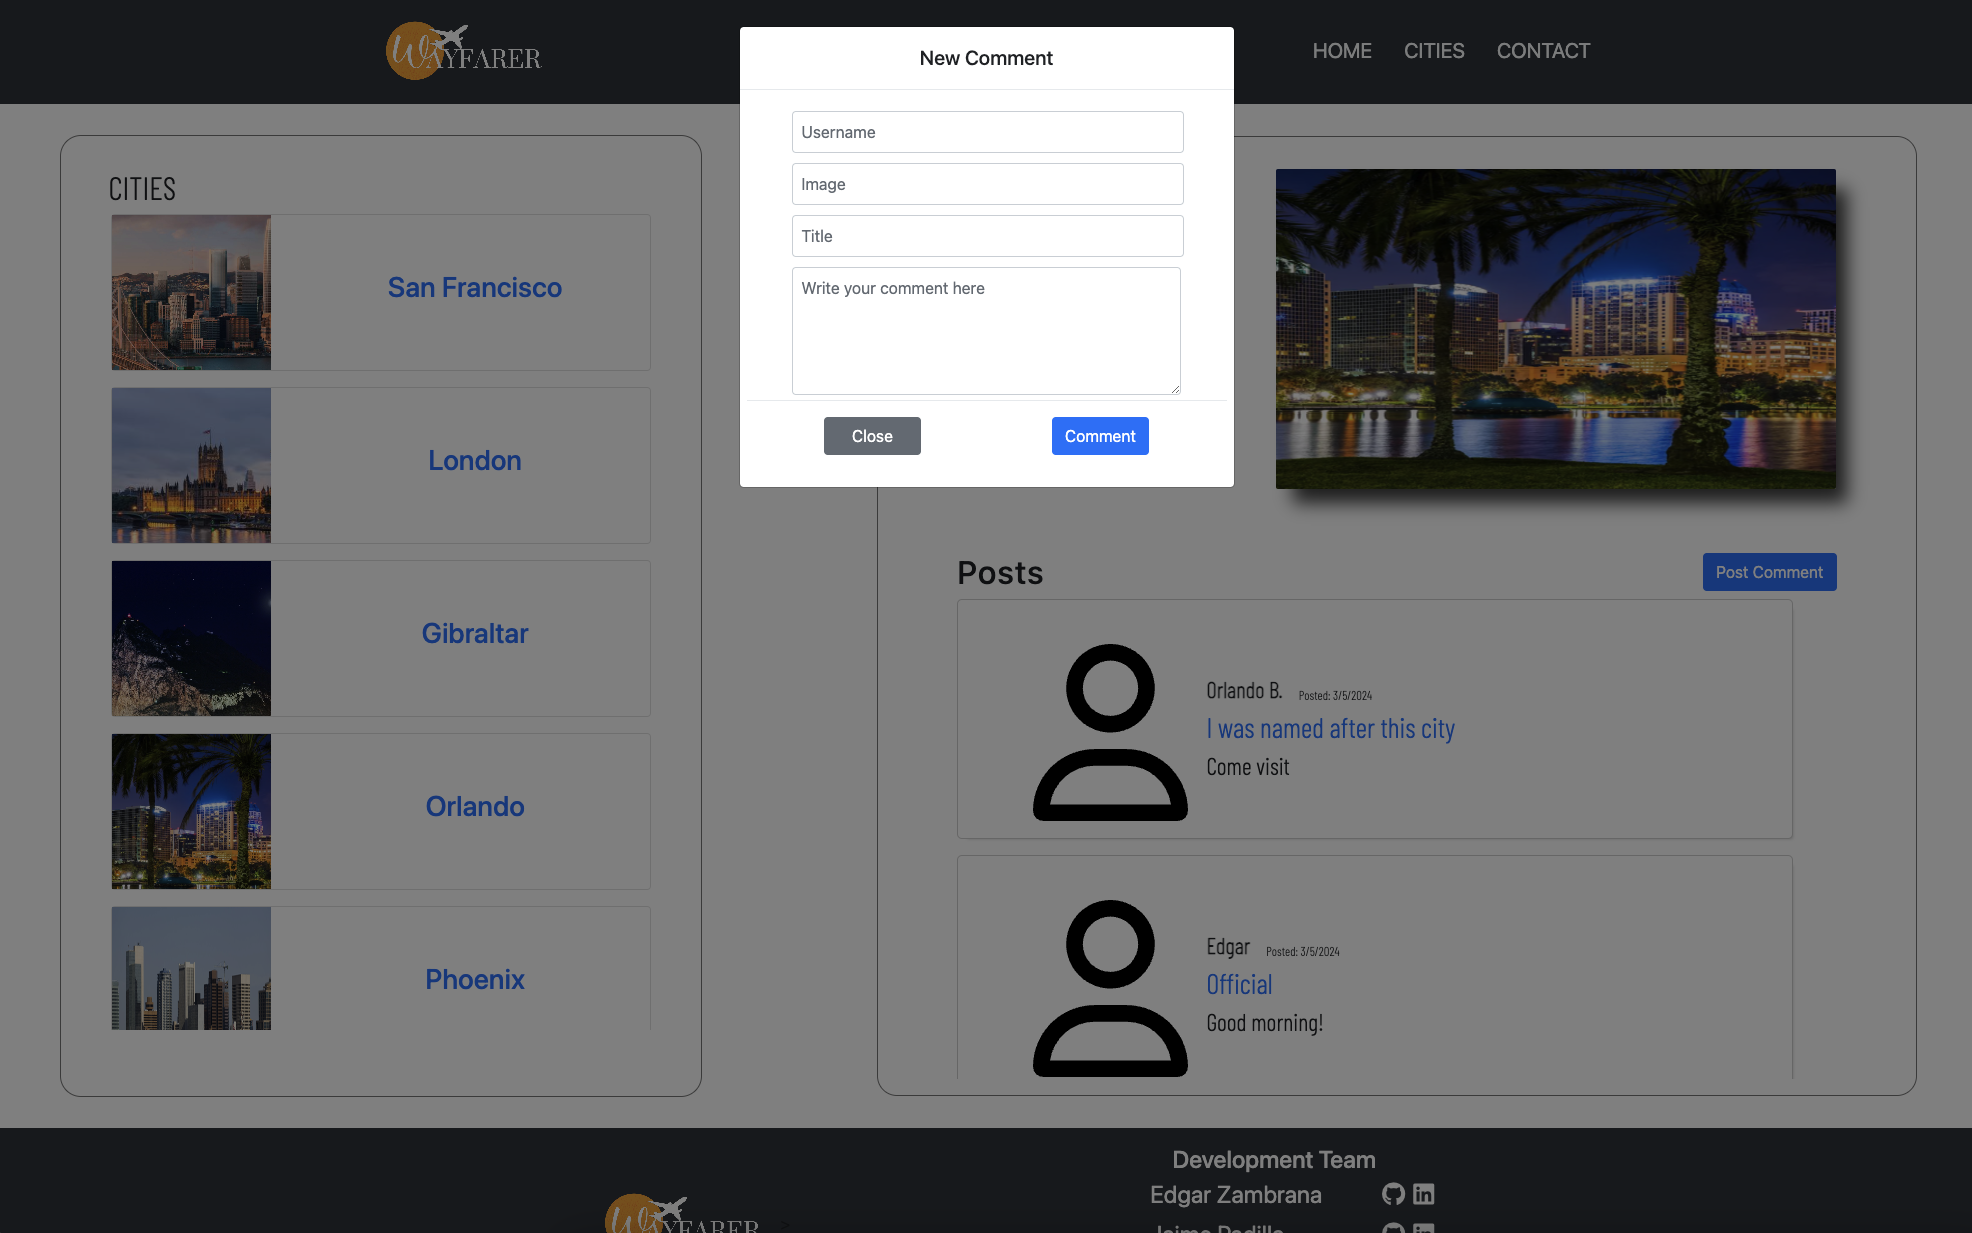 WAYFARER
HOME
CITIES
CONTACT
New Comment
Username
Image
Title
Write your comment here
Close
Comment
CITIES
San Francisco
London
Gibraltar
Orlando
Phoenix
Posts
Post Comment
Orlando B. Posted: 3/5/2024
I was named after this city
Come visit
Edgar Posted: 3/5/2024
Official
Good morning!
WAYFARER
Development Team
Edgar Zambrana